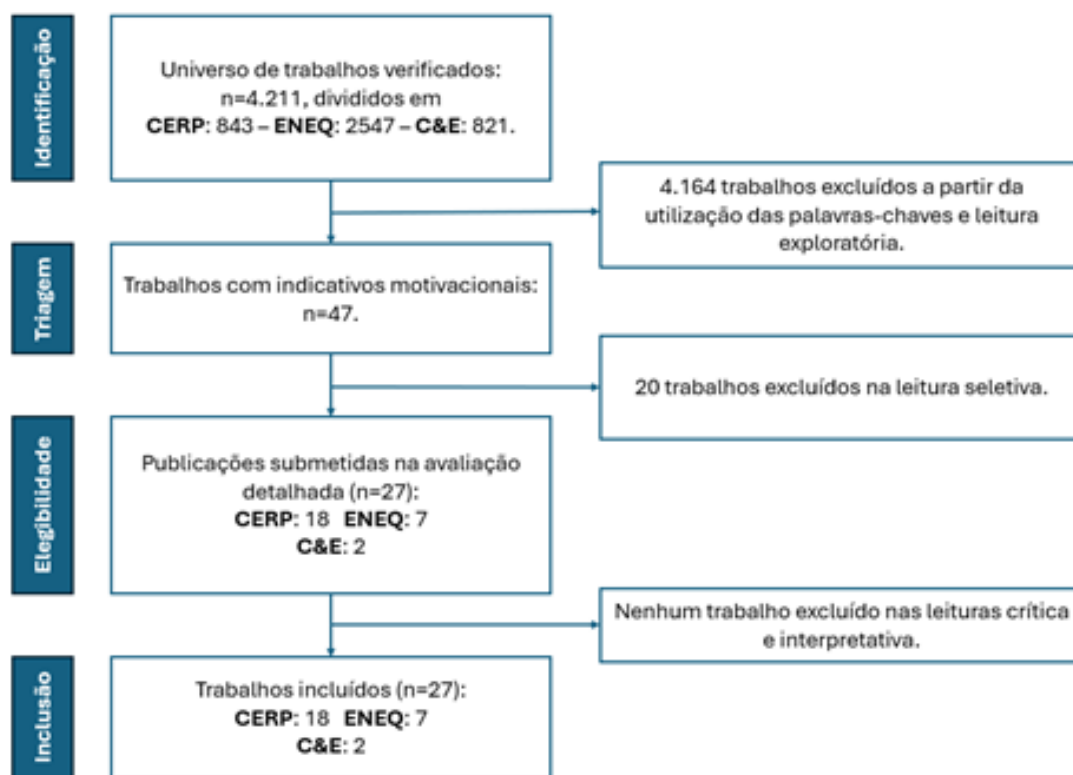 Identificação
Universo de trabalhos verificados:
n=4.211, divididos em
CERP: 843 – ENEQ: 2547 – C&E: 821.
4.164 trabalhos excluídos a partir da
utilização das palavras-chaves e leitura
exploratória.
Triagem
Trabalhos com indicativos motivacionais:
n=47.
20 trabalhos excluídos na leitura seletiva.
Elegibilidade
Publicações submetidas na avaliação
detalhada (n=27):
CERP: 18 ENEQ: 7
C&E: 2
Nenhum trabalho excluído nas leituras crítica
e interpretativa.
Inclusão
Trabalhos incluídos (n=27):
CERP: 18 ENEQ: 7
C&E: 2